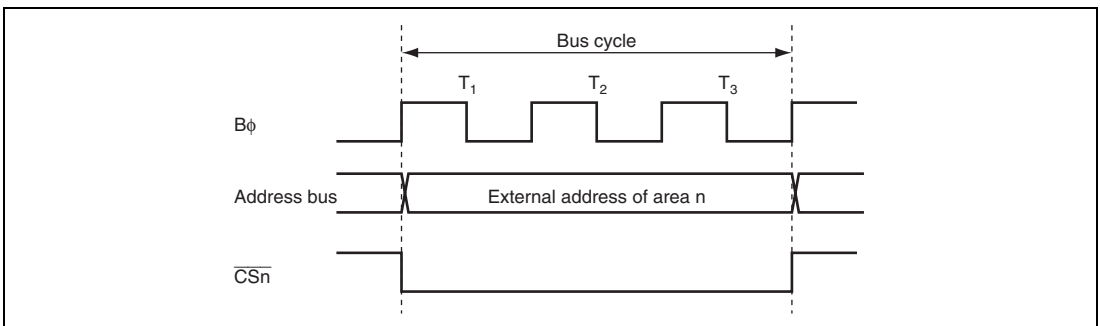 Bus cycle
T1 T2 T3
Bφ
Address bus External address of area n
CSn